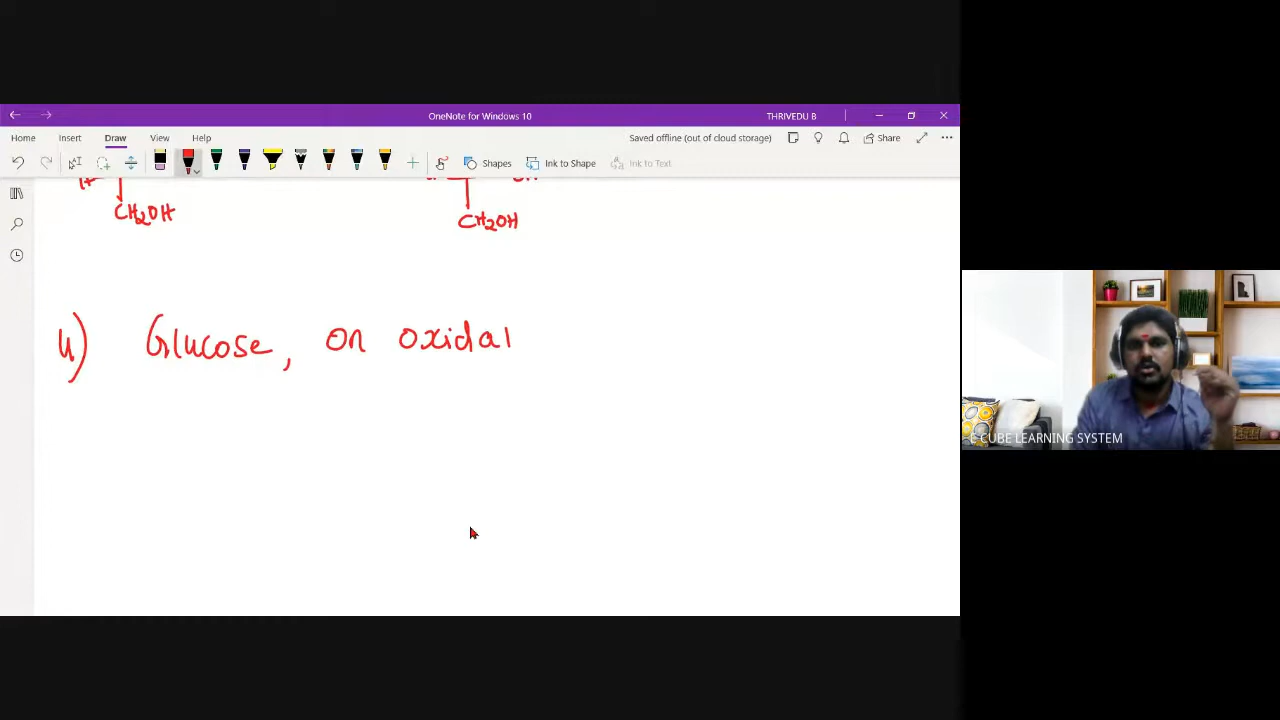 OneNote for Windows 10
THRIVEDU B
Home Insert Draw View Help
Saved offline (out of cloud storage)
Share
Shapes
Ink to Shape
Ink to Text
CH2OH
CH2OH
4) Glucose, on oxidal
C CUBE LEARNING SYSTEM